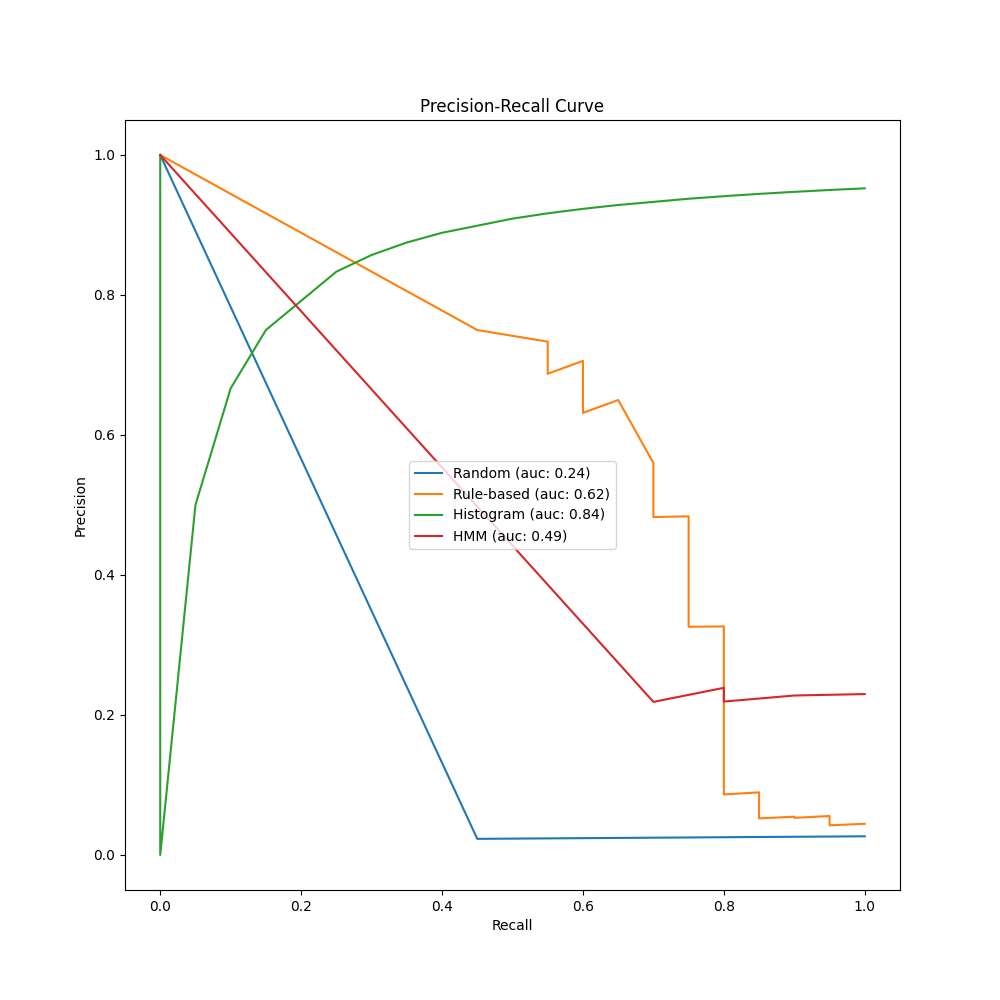 Precision-Recall Curve
1.0
0.8
0.6
0.4
0.2
0.0
Precision
Random (auc: 0.24)
Rule-based (auc: 0.62)
Histogram (auc: 0.84)
HMM (auc: 0.49)
0.0 0.2 0.4 0.6 0.8 1.0
Recall